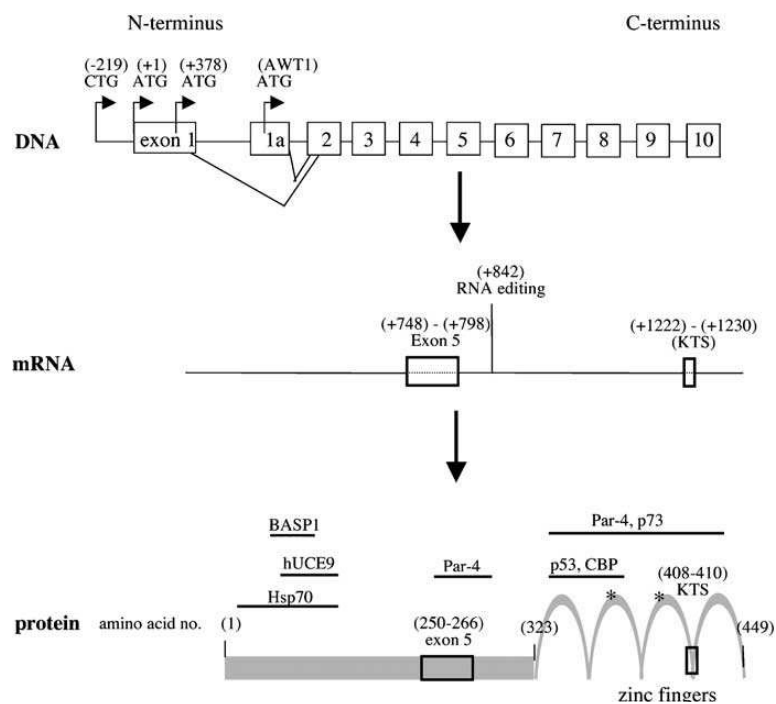 N-terminus
C-terminus
(-219) (+1) (+378) (AWT1)
CTG ATG ATG ATG
DNA
exon 1 1a 2 3 4 5 6 7 8 9 10
(+842)
RNA editing
(+748) - (+798)
Exon 5
(+1222) - (+1230)
(KTS)
mRNA
BASP1
Par-4, p73
hUCE9
Par-4
p53, CBP
Hsp70
(408-410)
KTS
* *
protein amino acid no. (1)
(250-266)
exon 5
(323)
(449)
zinc fingers